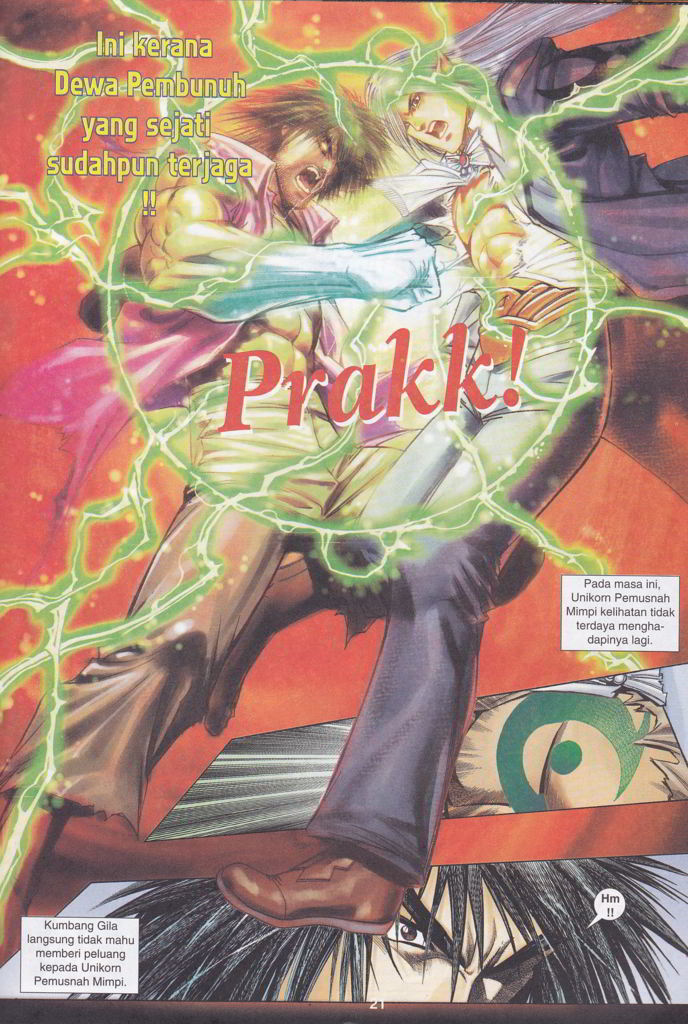 Ini kerana
Dewa Pembunuh
yang sejati
sudahpun terjaga
!!
Prakk!
Pada masa ini,
Unikorn Pemusnah
Mimpi kelihatan tidak
terdaya mengha-
dapinya lagi.
Hm
!!
Kumbang Gila
langsung tidak mahu
memberi peluang
kepada Unikorn
Pemusnah Mimpi.
21